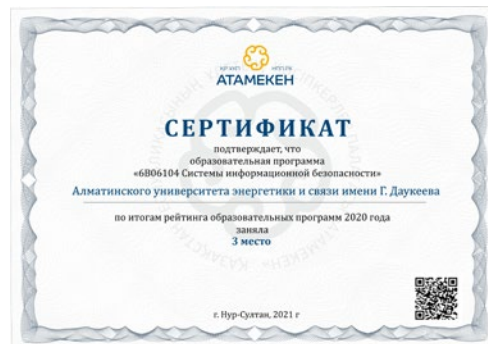 АТАМЕКЕН
СЕРТИФИКАТ
подтверждает, что
образовательная программа
«6В06104 Системы информационной безопасности»
Алматинского университета энергетики и связи имени Г. Даукеева
по итогам рейтинга образовательных программ 2020 года
заняла
3 место
г. Нур-Султан, 2021 г